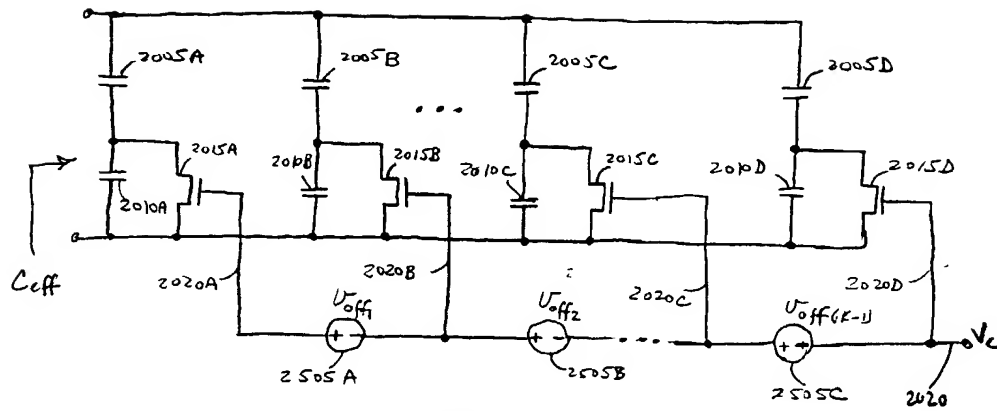 2005A
2005B
2005C
2005D
...
2015A
2010B
2015B
2010C
2015C
2010D
2015D
2010A
Ceff
2020A
2020B
2020C
2020D
Voff1
Voff2
Voff(K-1)
Vc
+ -
+ -
...
+ -
2505A
2505B
2505C
2020